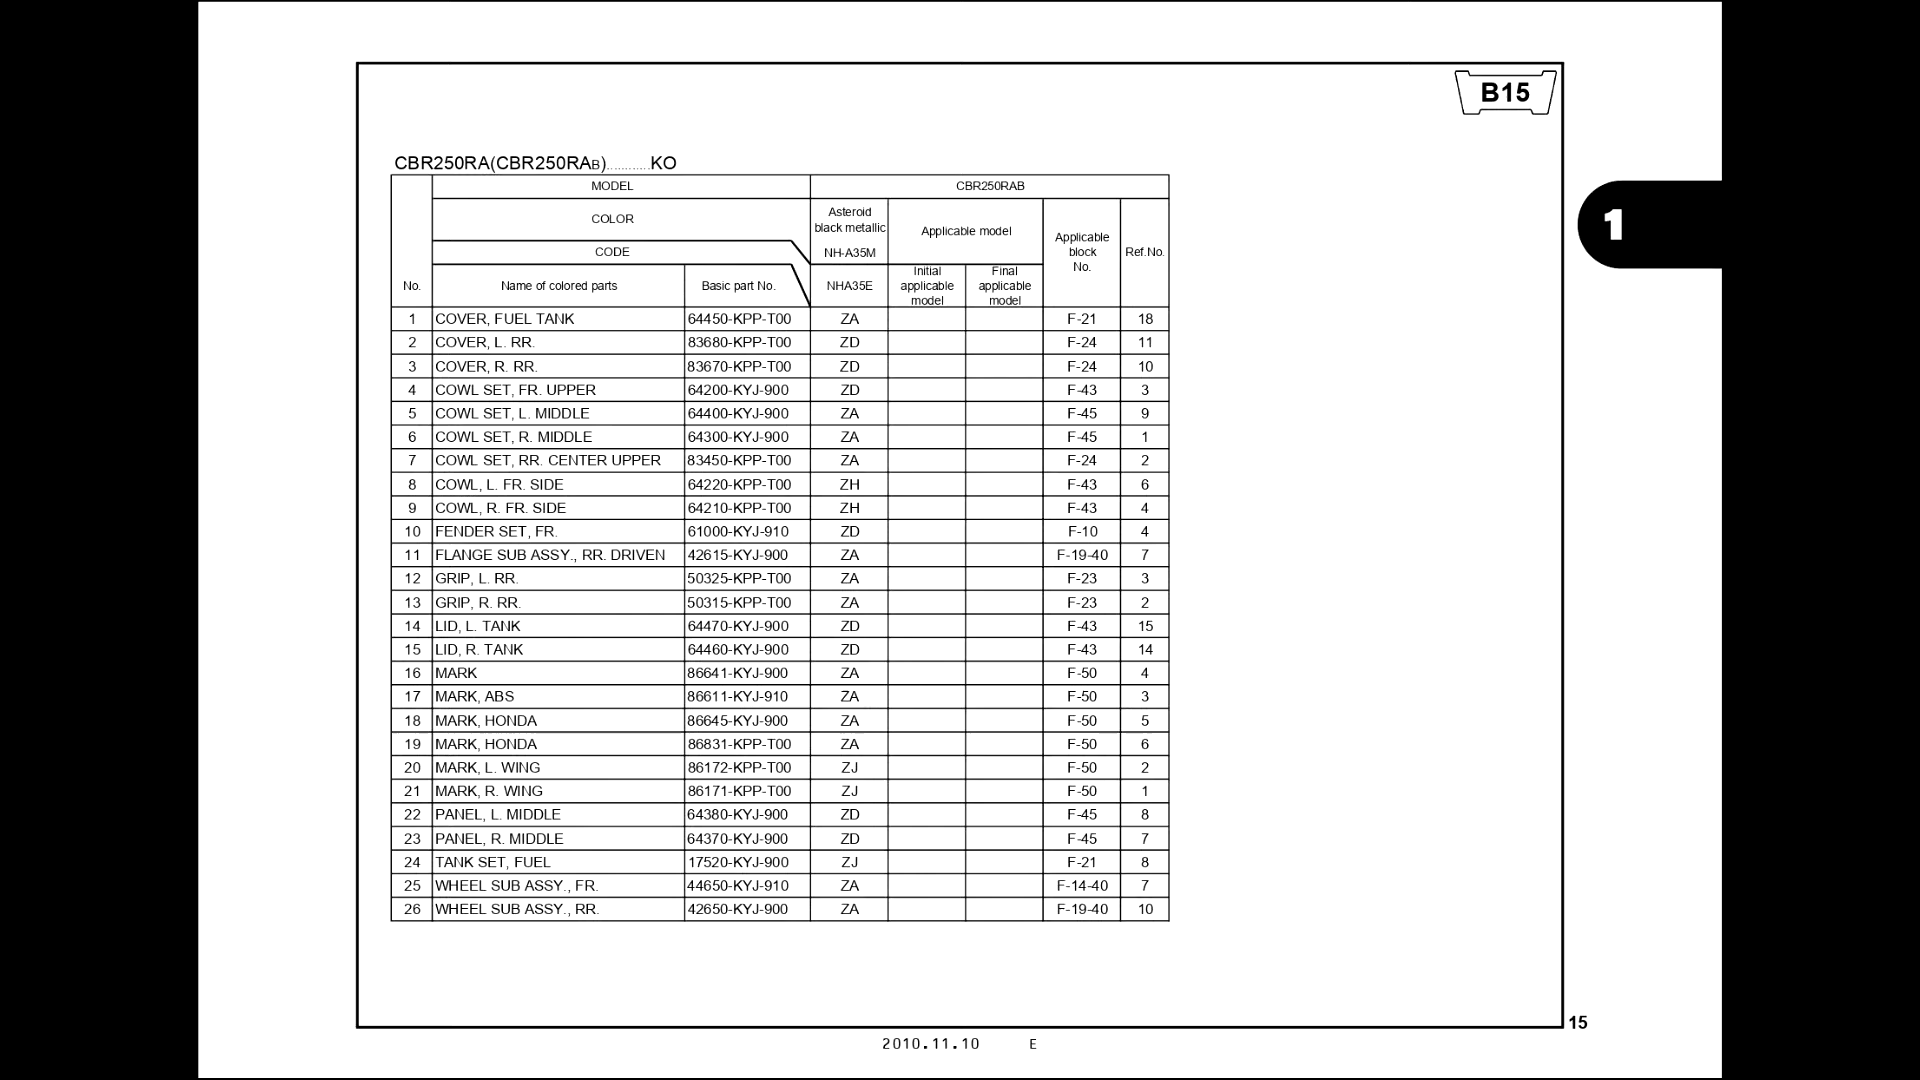 B15
CBR250RA(CBR250RAB)............KO
MODEL CBR250RAB
COLOR Asteroid black metallic Applicable model Applicable block No. Ref.No.
CODE NH-A35M
No. Name of colored parts Basic part No. NHA35E Initial applicable model Final applicable model
1 COVER, FUEL TANK 64450-KPP-T00 ZA F-21 18
2 COVER, L. RR. 83680-KPP-T00 ZD F-24 11
3 COVER, R. RR. 83670-KPP-T00 ZD F-24 10
4 COWL SET, FR. UPPER 64200-KYJ-900 ZD F-43 3
5 COWL SET, L. MIDDLE 64400-KYJ-900 ZA F-45 9
6 COWL SET, R. MIDDLE 64300-KYJ-900 ZA F-45 1
7 COWL SET, RR. CENTER UPPER 83450-KPP-T00 ZA F-24 2
8 COWL, L. FR. SIDE 64220-KYJ-900 ZH F-43 6
9 COWL, R. FR. SIDE 64210-KYJ-900 ZH F-43 4
10 FENDER SET, FR. 61000-KYJ-910 ZD F-10 4
11 FLANGE SUB ASSY., RR. DRIVEN 42615-KYJ-900 ZA F-19-40 7
12 GRIP, L. RR. 50325-KPP-T00 ZA F-23 3
13 GRIP, R. RR. 50315-KPP-T00 ZA F-23 2
14 LID, L. TANK 64470-KYJ-900 ZD F-43 15
15 LID, R. TANK 64460-KYJ-900 ZD F-43 14
16 MARK 86641-KYJ-900 ZA F-50 4
17 MARK, ABS 86611-KYJ-910 ZA F-50 3
18 MARK, HONDA 86645-KYJ-900 ZA F-50 5
19 MARK, HONDA 86831-KPP-T00 ZA F-50 6
20 MARK, L. WING 86172-KPP-T00 ZJ F-50 2
21 MARK, R. WING 86171-KPP-T00 ZJ F-50 1
22 PANEL, L. MIDDLE 64380-KYJ-900 ZD F-45 8
23 PANEL, R. MIDDLE 64370-KYJ-900 ZD F-45 7
24 TANK SET, FUEL 17520-KYJ-900 ZJ F-21 8
25 WHEEL SUB ASSY., FR. 44650-KYJ-910 ZA F-14-40 7
26 WHEEL SUB ASSY., RR. 42650-KYJ-900 ZA F-19-40 10
1
15
2010.11.10 E